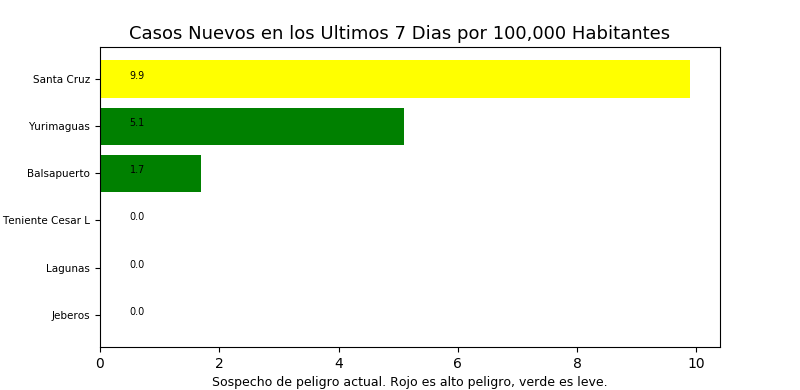 Casos Nuevos en los Ultimos 7 Dias por 100,000 Habitantes
Santa Cruz 9.9
Yurimaguas 5.1
Balsapuerto 1.7
Teniente Cesar L 0.0
Lagunas 0.0
Jeberos 0.0
0 2 4 6 8 10
Sospecho de peligro actual. Rojo es alto peligro, verde es leve.